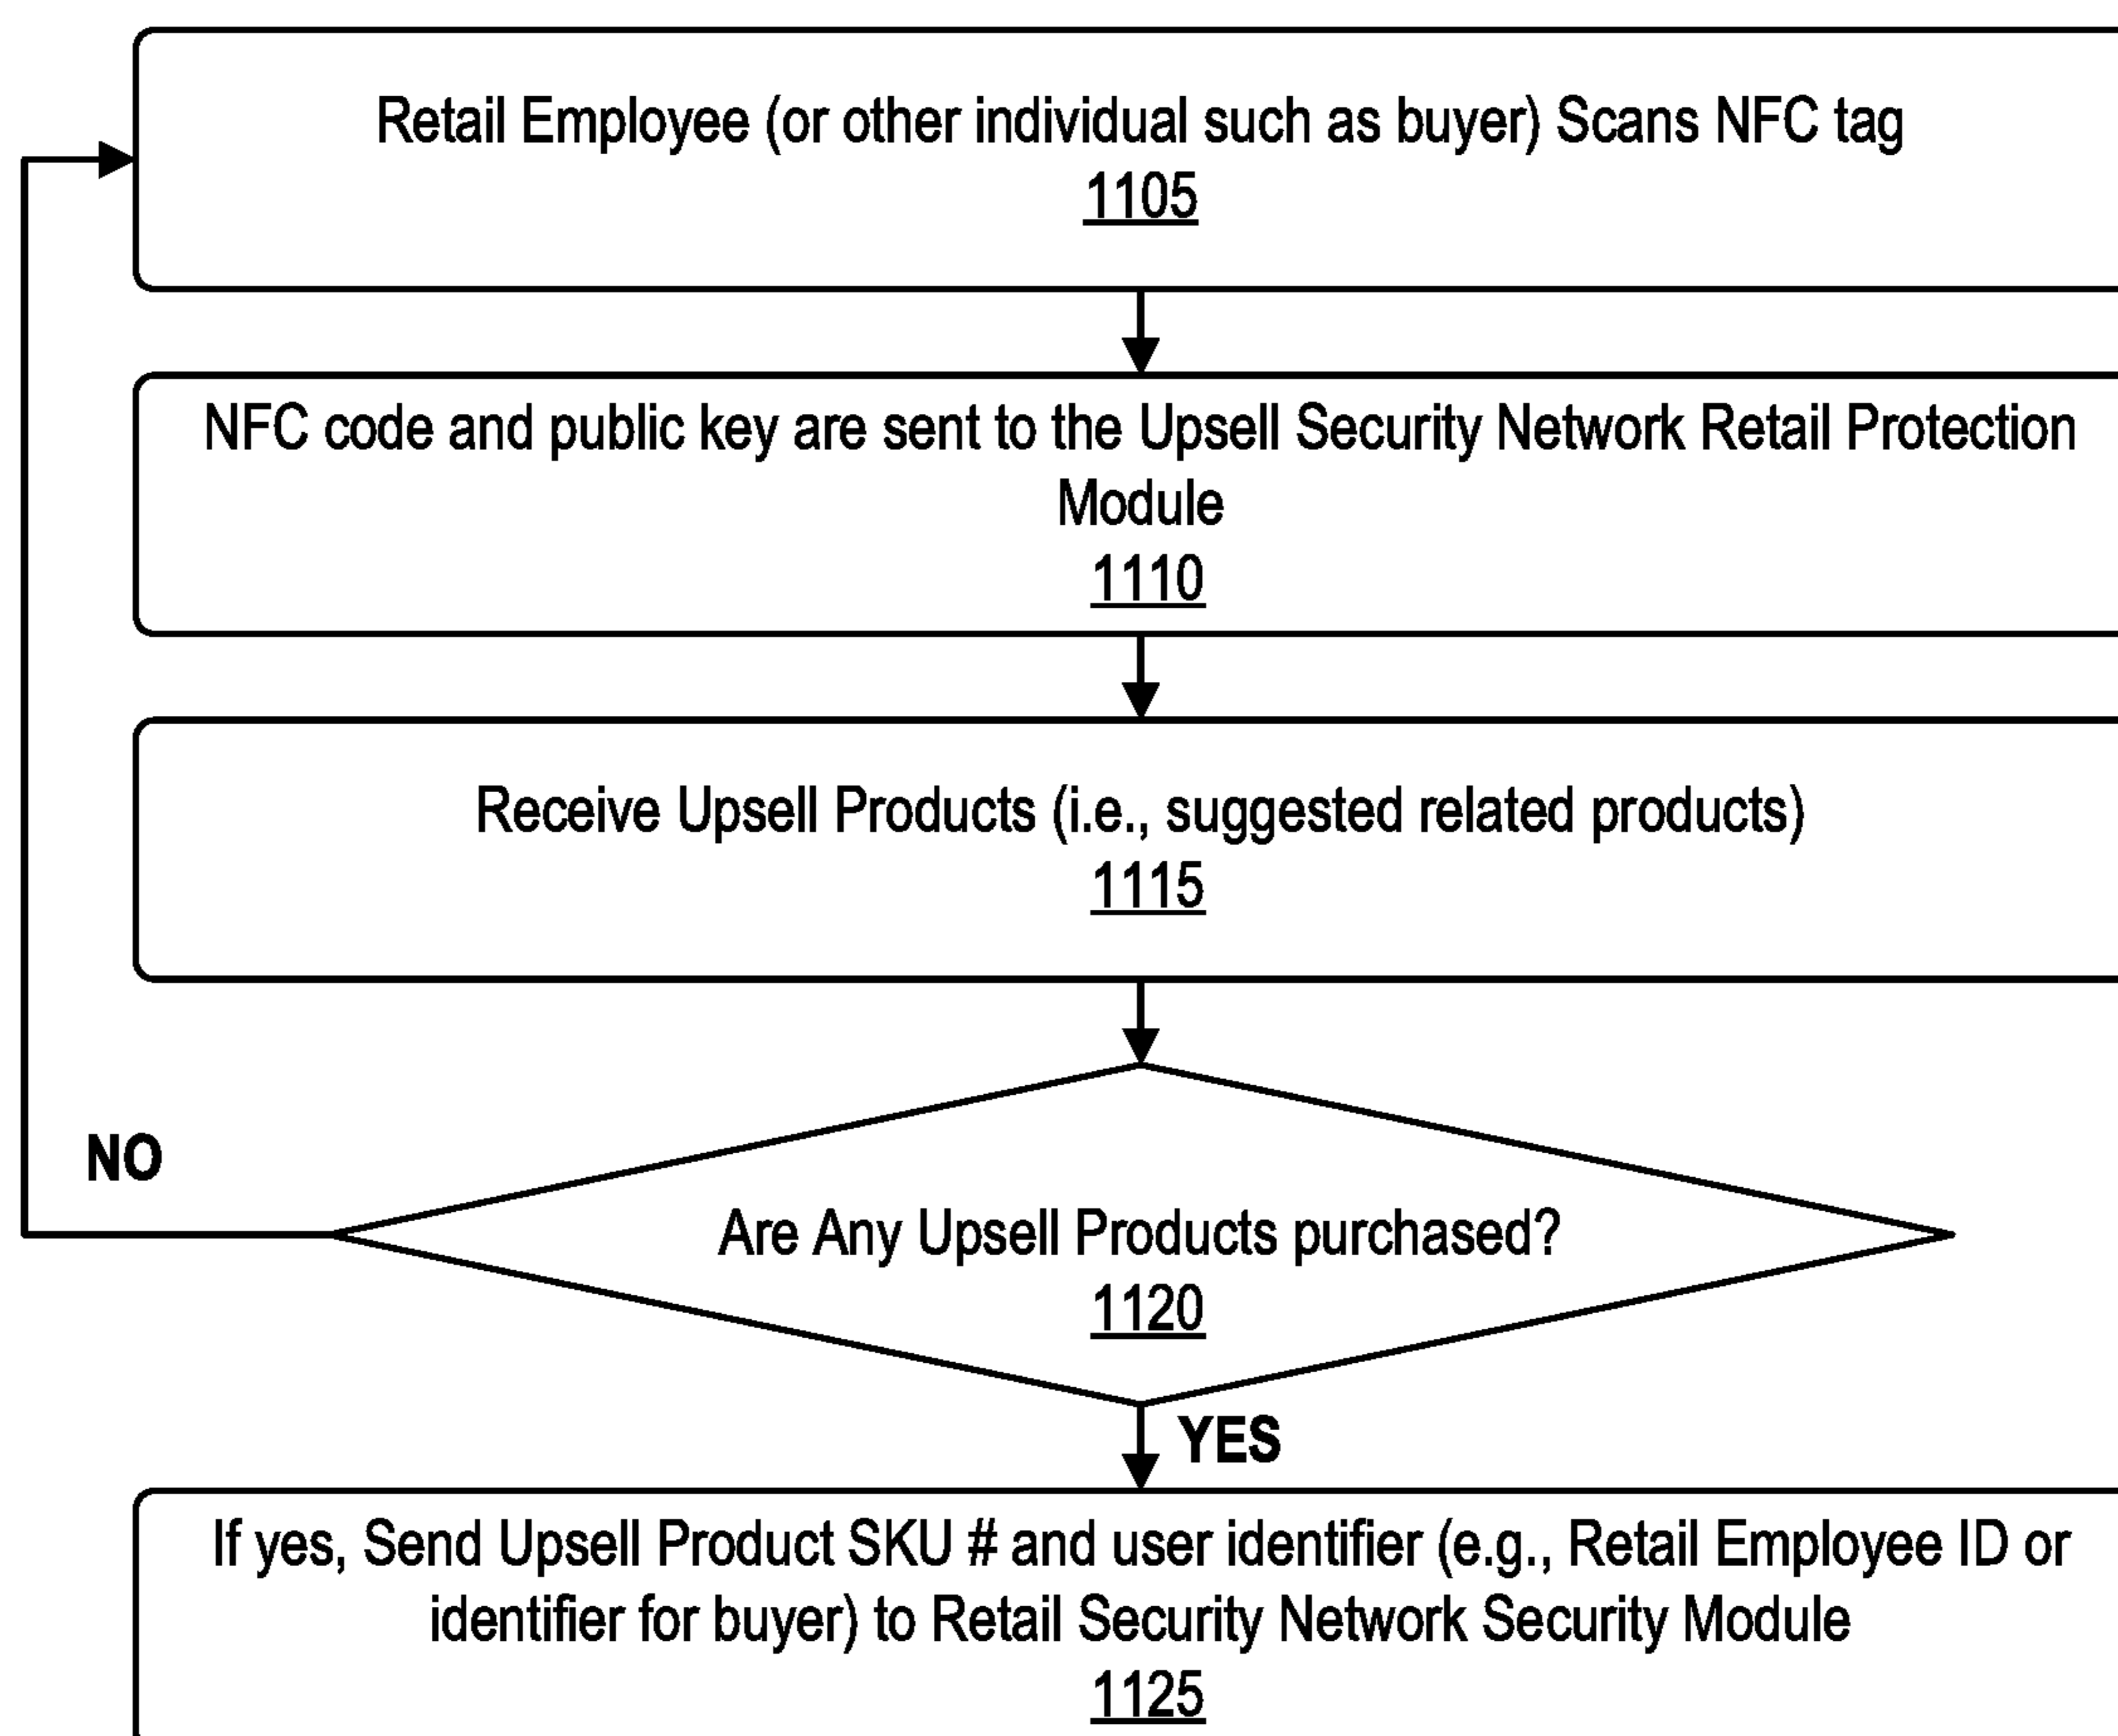 Retail Employee (or other individual such as buyer) Scans NFC tag
1105
NFC code and public key are sent to the Upsell Security Network Retail Protection
Module
1110
Receive Upsell Products (i.e., suggested related products)
1115
NO
Are Any Upsell Products purchased?
1120
YES
If yes, Send Upsell Product SKU # and user identifier (e.g., Retail Employee ID or
identifier for buyer) to Retail Security Network Security Module
1125